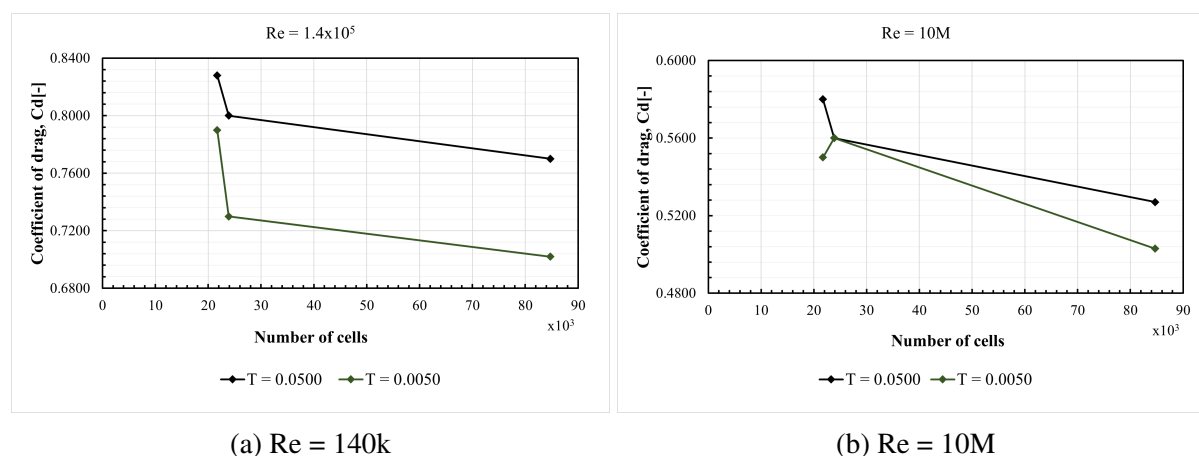 Re = 1.4x10⁵
Coefficient of drag, Cd[-]
0.8400
0.8000
0.7600
0.7200
0.6800
0 10 20 30 40 50 60 70 80 90
x10³
Number of cells
T = 0.0500 T = 0.0050
(a) Re = 140k
Re = 10M
Coefficient of drag, Cd[-]
0.6000
0.5600
0.5200
0.4800
0 10 20 30 40 50 60 70 80 90
x10³
Number of cells
T = 0.0500 T = 0.0050
(b) Re = 10M